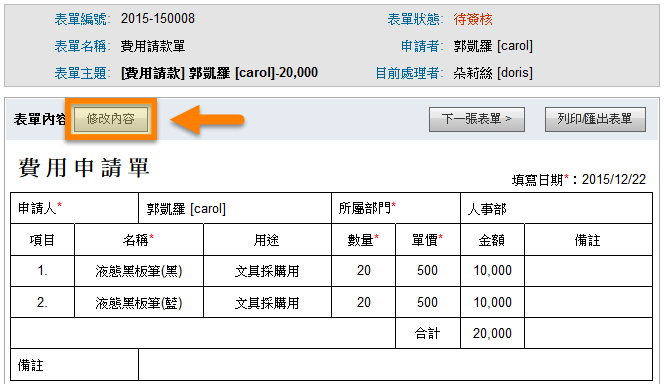 表單編號: 2015-150008 表單狀態: 待簽核
表單名稱: 費用請款單 申請者: 郭凱羅 [carol]
表單主題: [費用請款] 郭凱羅 [carol]-20,000 目前處理者: 朵莉絲 [doris]
表單內容 修改內容 下一張表單 > 列印/匯出表單
費用申請單
填寫日期*：2015/12/22
申請人* 郭凱羅 [carol] 所屬部門* 人事部
項目 名稱* 用途 數量* 單價* 金額 備註
1. 液態黑板筆(黑) 文具採購用 20 500 10,000
2. 液態黑板筆(藍) 文具採購用 20 500 10,000
合計 20,000
備註